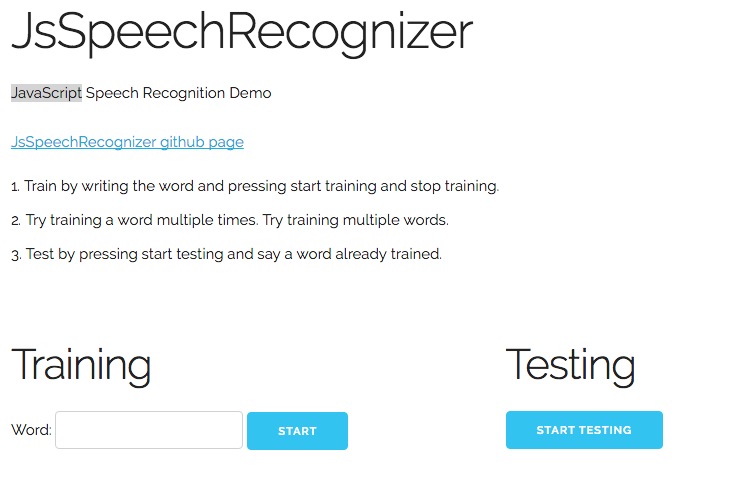 JsSpeechRecognizer
JavaScript Speech Recognition Demo
JsSpeechRecognizer github page
1. Train by writing the word and pressing start training and stop training.
2. Try training a word multiple times. Try training multiple words.
3. Test by pressing start testing and say a word already trained.
Training
Word: START
Testing
START TESTING